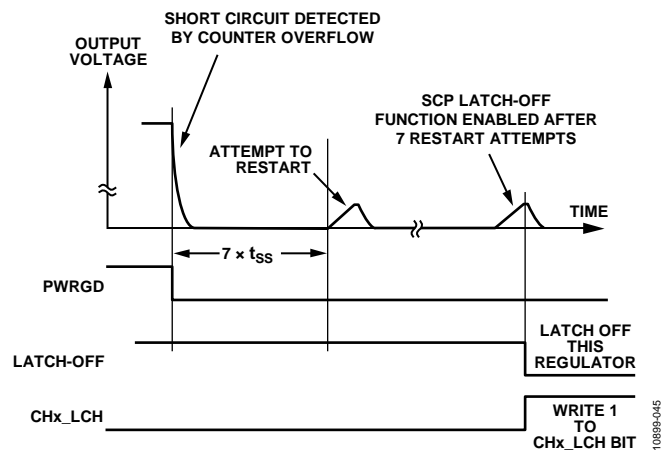 SHORT CIRCUIT DETECTED
BY COUNTER OVERFLOW
OUTPUT
VOLTAGE
SCP LATCH-OFF
FUNCTION ENABLED AFTER
7 RESTART ATTEMPTS
ATTEMPT TO
RESTART
TIME
7 × tSS
PWRGD
LATCH-OFF
LATCH OFF
THIS
REGULATOR
CHx_LCH
WRITE 1
TO
CHx_LCH BIT
10899-045